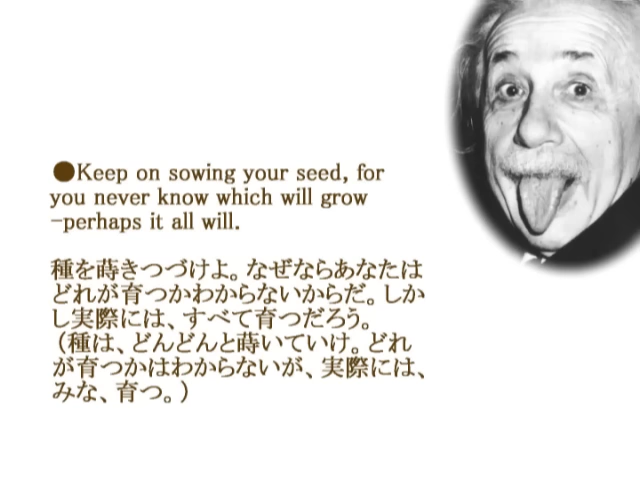 ●Keep on sowing your seed, for
you never know which will grow
−perhaps it all will.
種を蒔きつづけよ。なぜならあなたは
どれが育つかわからないからだ。しか
し実際には、すべて育つだろう。
（種は、どんどんと蒔いていけ。どれ
が育つかはわからないが、実際には、
みな、育つ。）